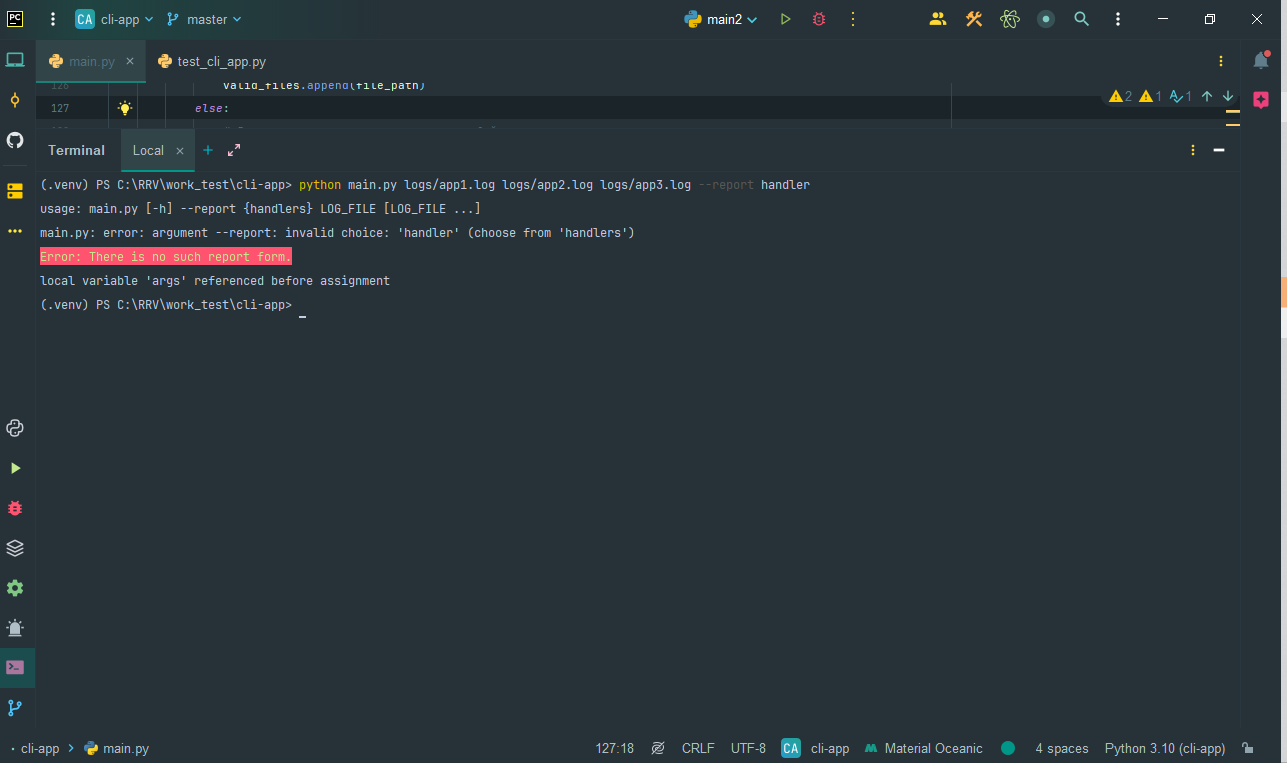 PC
CA cli-app
master
main2
main.py
test_cli_app.py
126 valid_files.append(file_path)
127 else:
2 1 1
Terminal Local
(.venv) PS C:\RRV\work_test\cli-app> python main.py logs/app1.log logs/app2.log logs/app3.log --report handler
usage: main.py [-h] --report {handlers} LOG_FILE [LOG_FILE ...]
main.py: error: argument --report: invalid choice: 'handler' (choose from 'handlers')
Error: There is no such report form.
local variable 'args' referenced before assignment
(.venv) PS C:\RRV\work_test\cli-app>
cli-app > main.py
127:18 CRLF UTF-8 CA cli-app Material Oceanic 4 spaces Python 3.10 (cli-app)